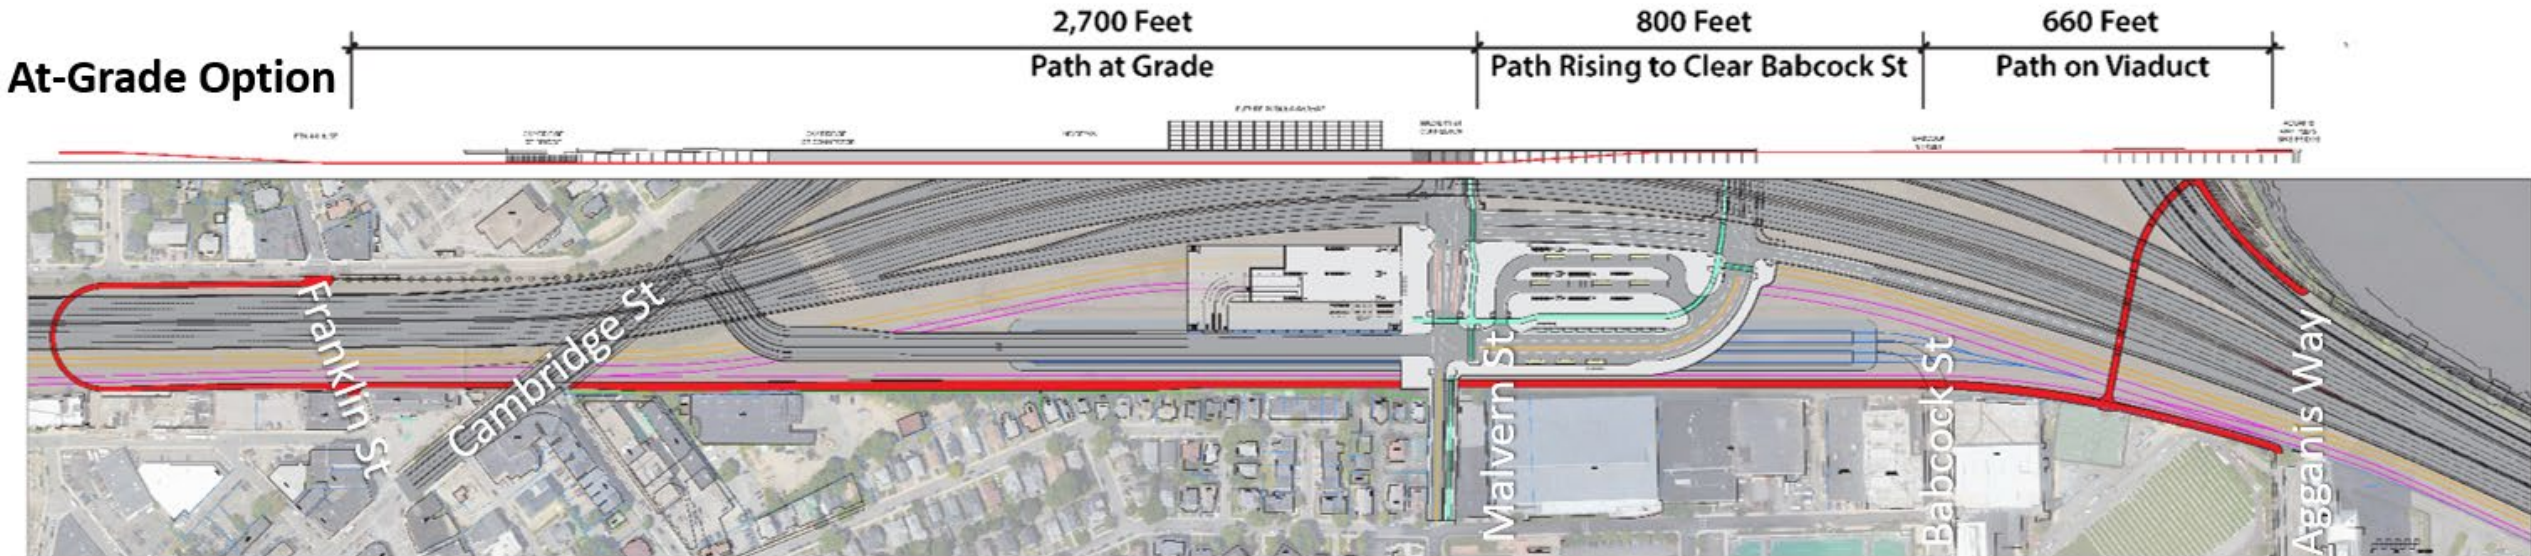 2,700 Feet
800 Feet
660 Feet
At-Grade Option
Path at Grade
Path Rising to Clear Babcock St
Path on Viaduct
Franklin St
Cambridge St
Malvern St
Babcock St
Agganis Way